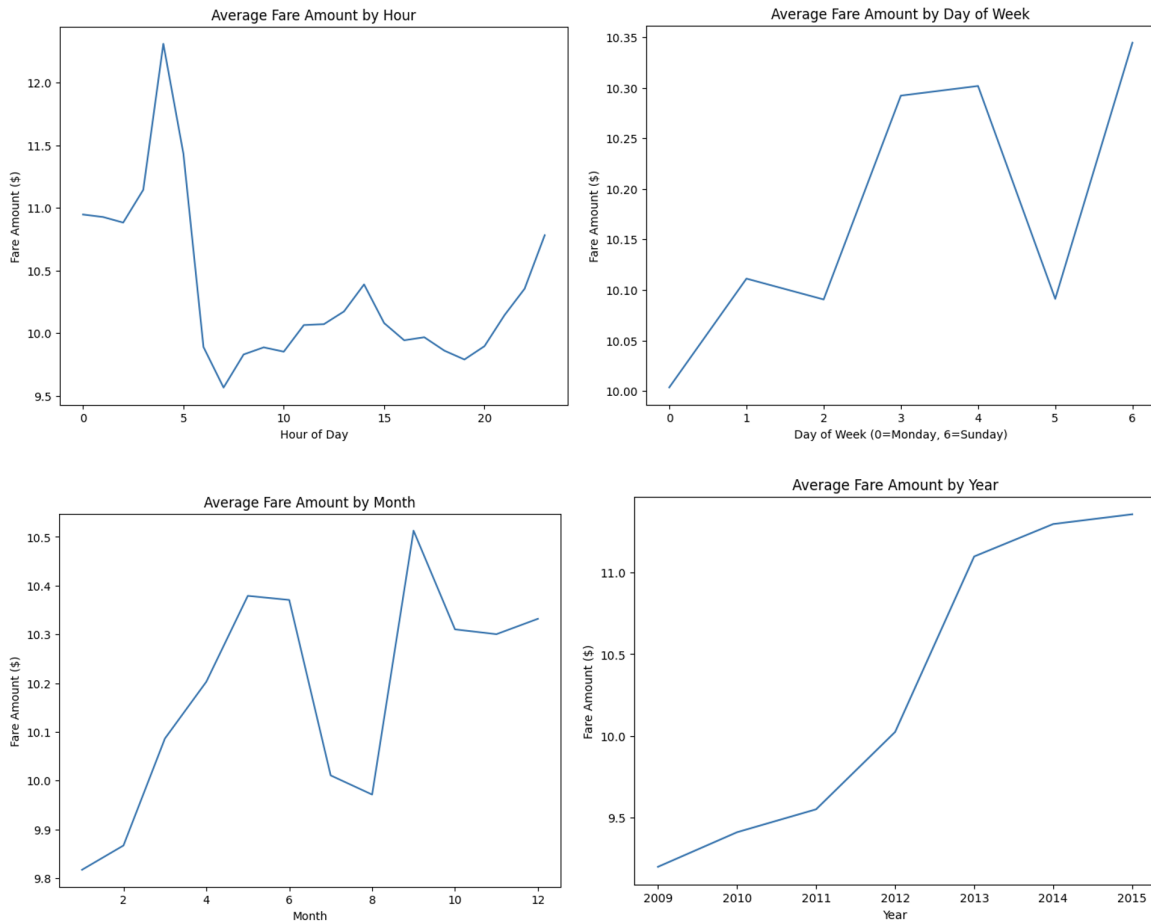 Average Fare Amount by Hour
Fare Amount ($)
12.0
11.5
11.0
10.5
10.0
9.5
0 5 10 15 20
Hour of Day
Average Fare Amount by Day of Week
Fare Amount ($)
10.35
10.30
10.25
10.20
10.15
10.10
10.05
10.00
0 1 2 3 4 5 6
Day of Week (0=Monday, 6=Sunday)
Average Fare Amount by Month
Fare Amount ($)
10.5
10.4
10.3
10.2
10.1
10.0
9.9
9.8
2 4 6 8 10 12
Month
Average Fare Amount by Year
Fare Amount ($)
11.0
10.5
10.0
9.5
2009 2010 2011 2012 2013 2014 2015
Year